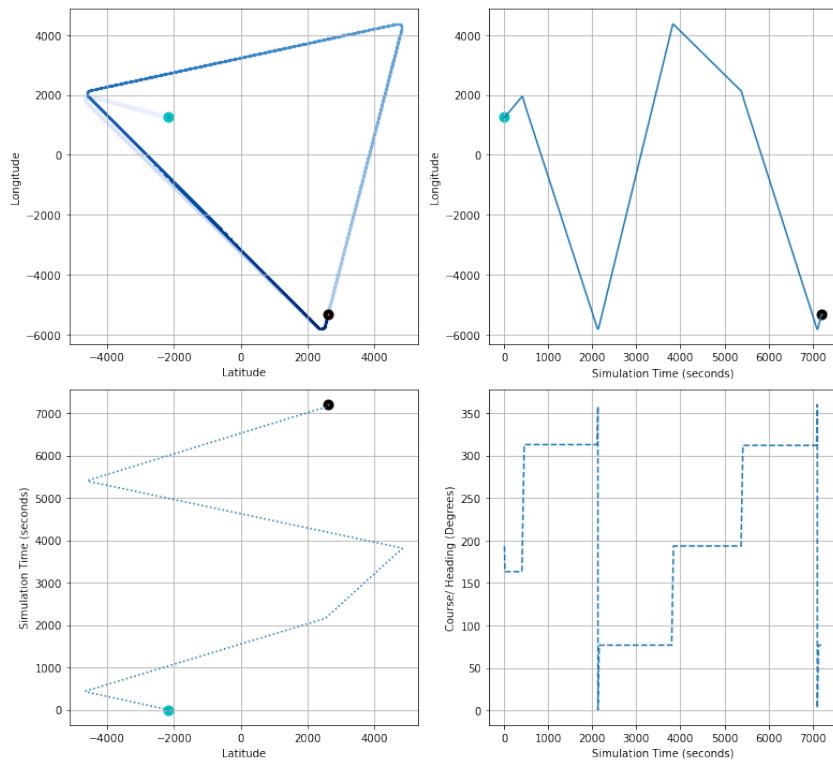 4000
2000
0
−2000
−4000
−6000
Longitude
−4000 −2000 0 2000 4000
Latitude
4000
2000
0
−2000
−4000
−6000
Longitude
0 1000 2000 3000 4000 5000 6000 7000
Simulation Time (seconds)
7000
6000
5000
4000
3000
2000
1000
0
Simulation Time (seconds)
−4000 −2000 0 2000 4000
Latitude
350
300
250
200
150
100
50
0
Course/ Heading (Degrees)
0 1000 2000 3000 4000 5000 6000 7000
Simulation Time (seconds)